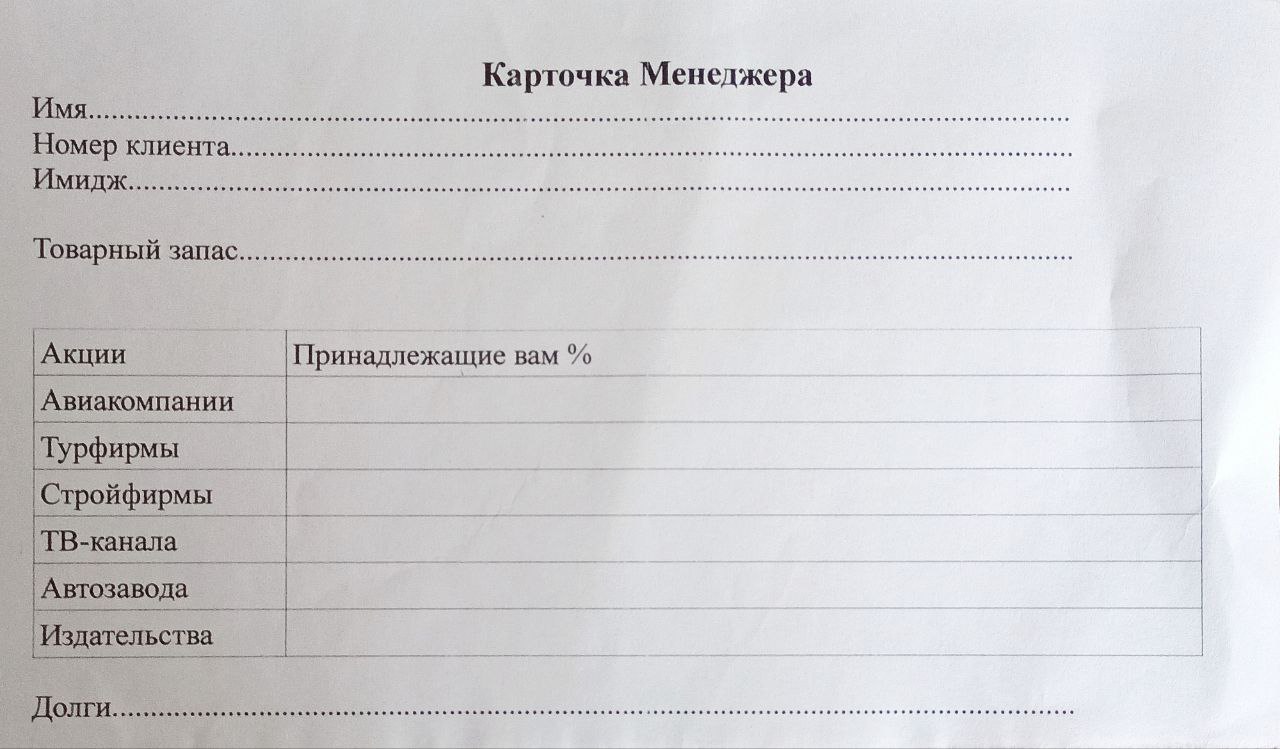 Карточка Менеджера
Имя..........................................................................................................................
Номер клиента..........................................................................................................
Имидж......................................................................................................................
Товарный запас.........................................................................................................
Акции Принадлежащие вам %
Авиакомпании
Турфирмы
Стройфирмы
ТВ-канала
Автозавода
Издательства
Долги........................................................................................................................